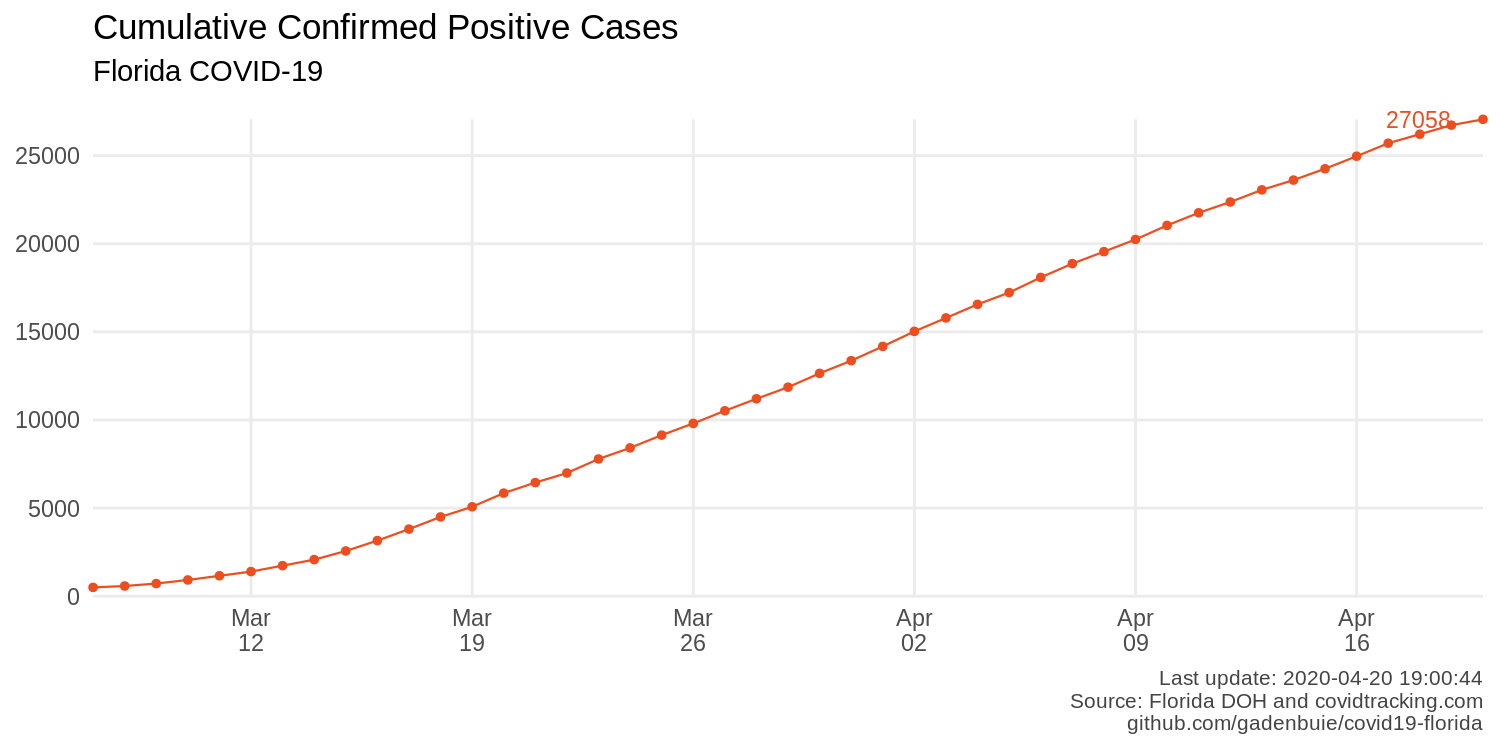 Cumulative Confirmed Positive Cases
Florida COVID-19
27058
25000
20000
15000
10000
5000
0
Mar Mar Mar Apr Apr Apr
12 19 26 02 09 16
Last update: 2020-04-20 19:00:44
Source: Florida DOH and covidtracking.com
github.com/gadenbuie/covid19-florida